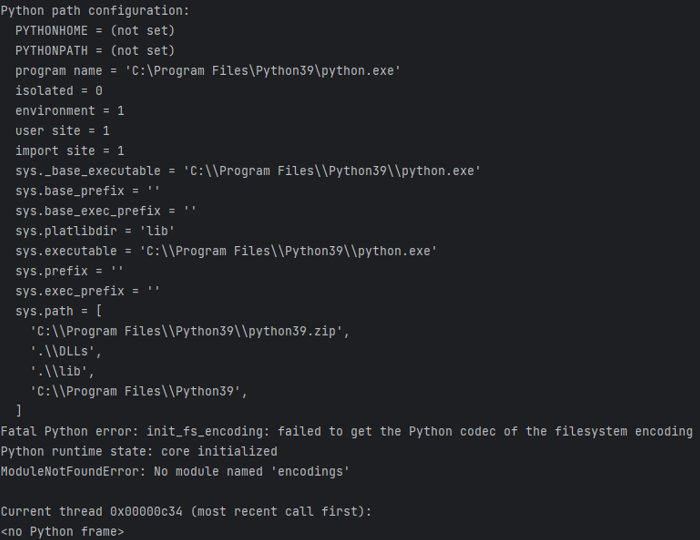 Python path configuration:
  PYTHONHOME = (not set)
  PYTHONPATH = (not set)
  program name = 'C:\Program Files\Python39\python.exe'
  isolated = 0
  environment = 1
  user site = 1
  import site = 1
  sys._base_executable = 'C:\\Program Files\\Python39\\python.exe'
  sys.base_prefix = ''
  sys.base_exec_prefix = ''
  sys.platlibdir = 'lib'
  sys.executable = 'C:\\Program Files\\Python39\\python.exe'
  sys.prefix = ''
  sys.exec_prefix = ''
  sys.path = [
    'C:\\Program Files\\Python39\\python39.zip',
    '.\\DLLs',
    '.\\lib',
    'C:\\Program Files\\Python39',
  ]
Fatal Python error: init_fs_encoding: failed to get the Python codec of the filesystem encoding
Python runtime state: core initialized
ModuleNotFoundError: No module named 'encodings'

Current thread 0x00000c34 (most recent call first):
<no Python frame>